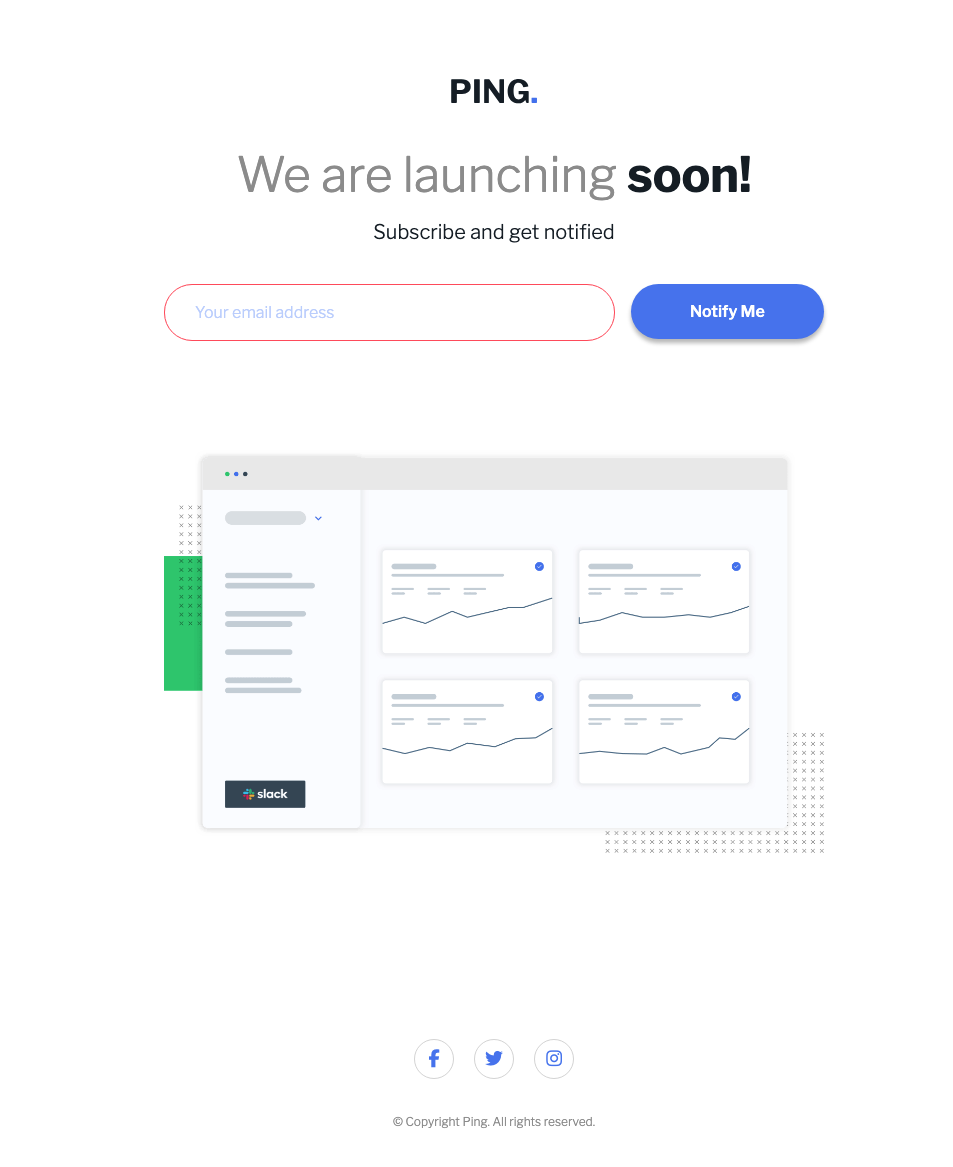 PING.
We are launching soon!
Subscribe and get notified
Your email address
Notify Me
slack
© Copyright Ping. All rights reserved.